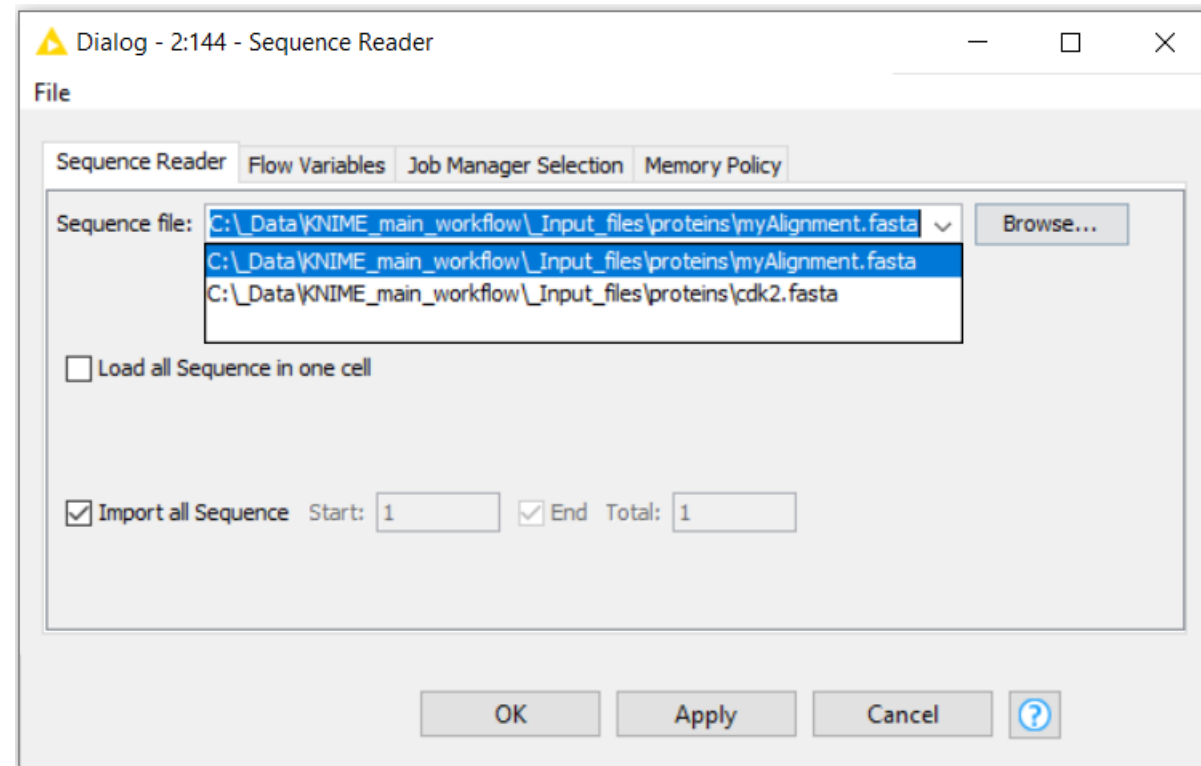 Dialog - 2:144 - Sequence Reader
File
Sequence Reader Flow Variables Job Manager Selection Memory Policy
Sequence file: C:\_Data\KNIME_main_workflow\_Input_files\proteins\myAlignment.fasta Browse...
C:\_Data\KNIME_main_workflow\_Input_files\proteins\myAlignment.fasta
C:\_Data\KNIME_main_workflow\_Input_files\proteins\cdk2.fasta
Load all Sequence in one cell
Import all Sequence Start: 1 End Total: 1
OK Apply Cancel ?